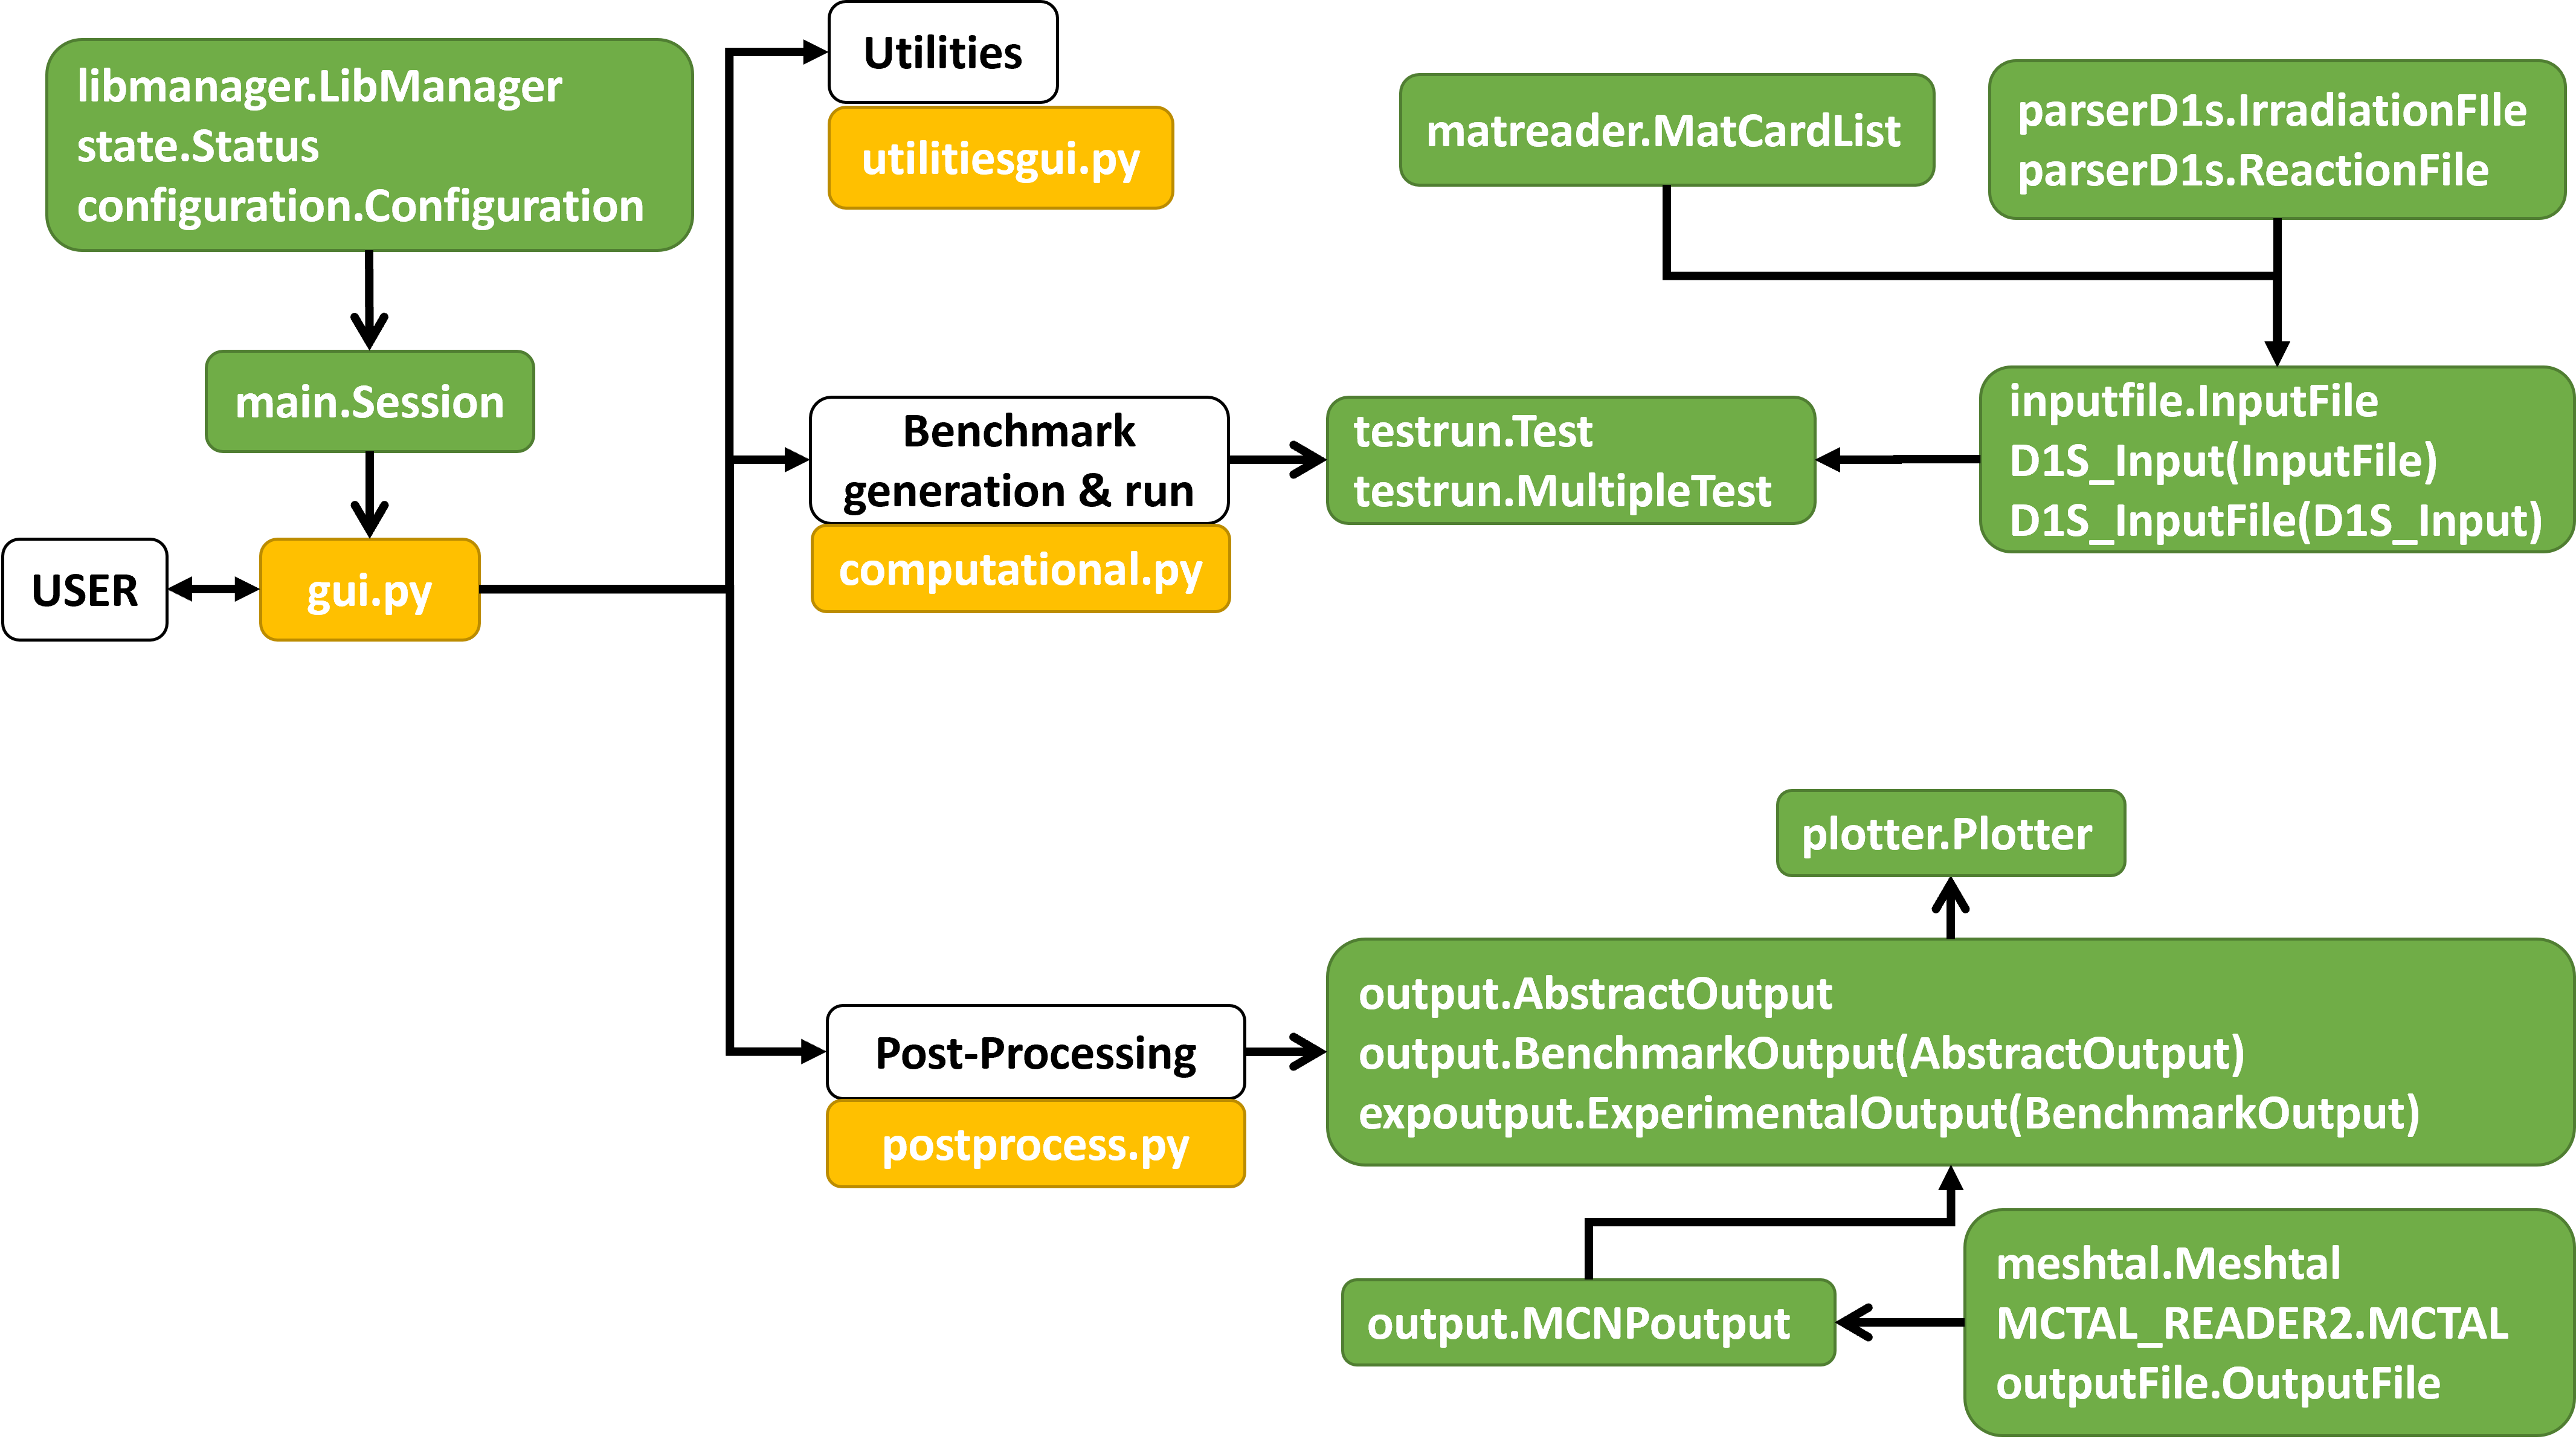 libmanager.LibManager
state.Status
configuration.Configuration
main.Session
USER
gui.py
Utilities
utilitiesgui.py
Benchmark
generation & run
computational.py
testrun.Test
testrun.MultipleTest
matreader.MatCardList
parserD1s.IrradiationFIle
parserD1s.ReactionFile
inputfile.InputFile
D1S_Input(InputFile)
D1S_InputFile(D1S_Input)
Post-Processing
postprocess.py
plotter.Plotter
output.AbstractOutput
output.BenchmarkOutput(AbstractOutput)
expoutput.ExperimentalOutput(BenchmarkOutput)
output.MCNPoutput
meshtal.Meshtal
MCTAL_READER2.MCTAL
outputFile.OutputFile